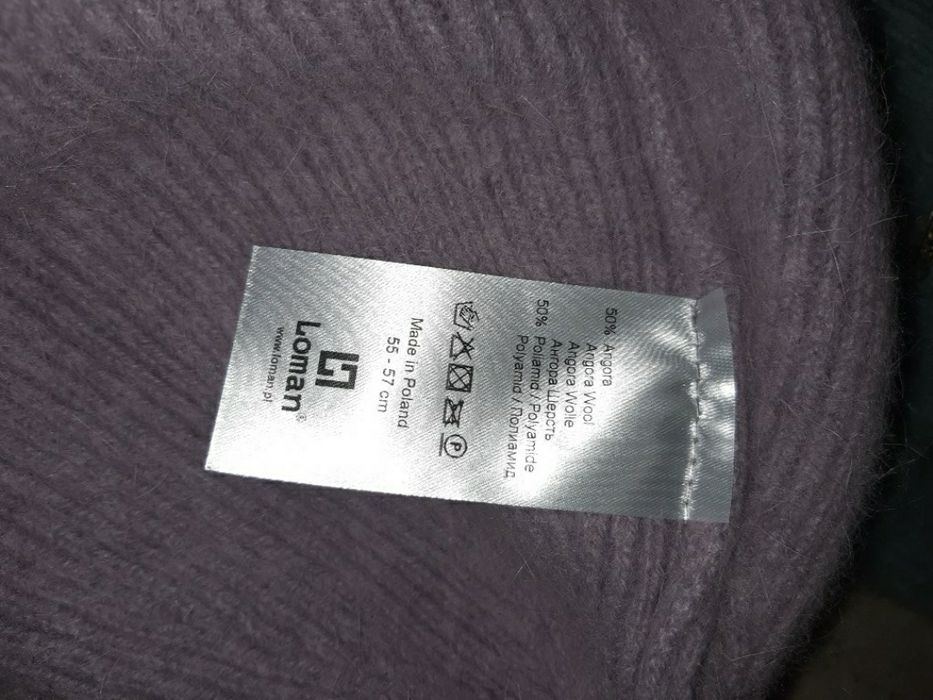 50% Angora
Angora Wool
Angora Wolle
Ангора Шерсть
50% Poliamid / Polyamide
Polyamid / Полиамид
P
Made in Poland
55 - 57 cm
Loman®
www.loman.pl